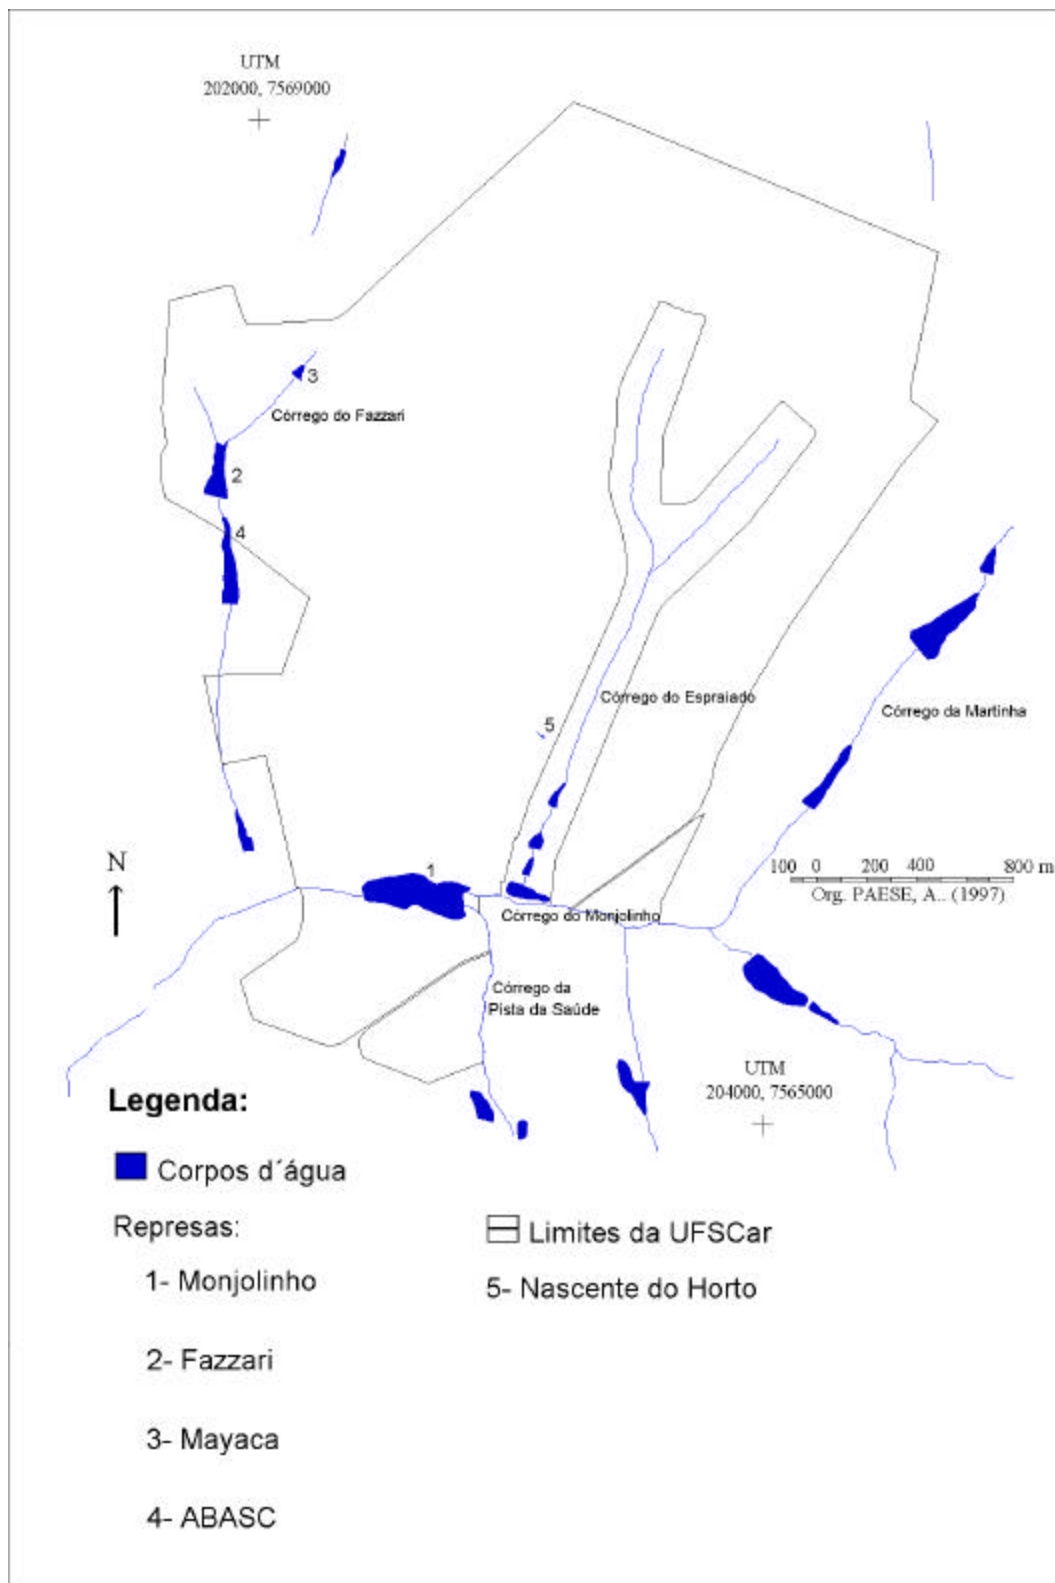 UTM
202000, 7569000
3
Córrego do Fazzari
2
4
Córrego do Espraiado
Córrego da Martinha
5
N
1
100 0 200 400 800 m
Org. PAESE, A.. (1997)
Córrego do Monjolinho
Córrego da
Pista da Saúde
UTM
204000, 7565000
Legenda:
Corpos d´água
Represas:
Limites da UFSCar
1- Monjolinho
5- Nascente do Horto
2- Fazzari
3- Mayaca
4- ABASC